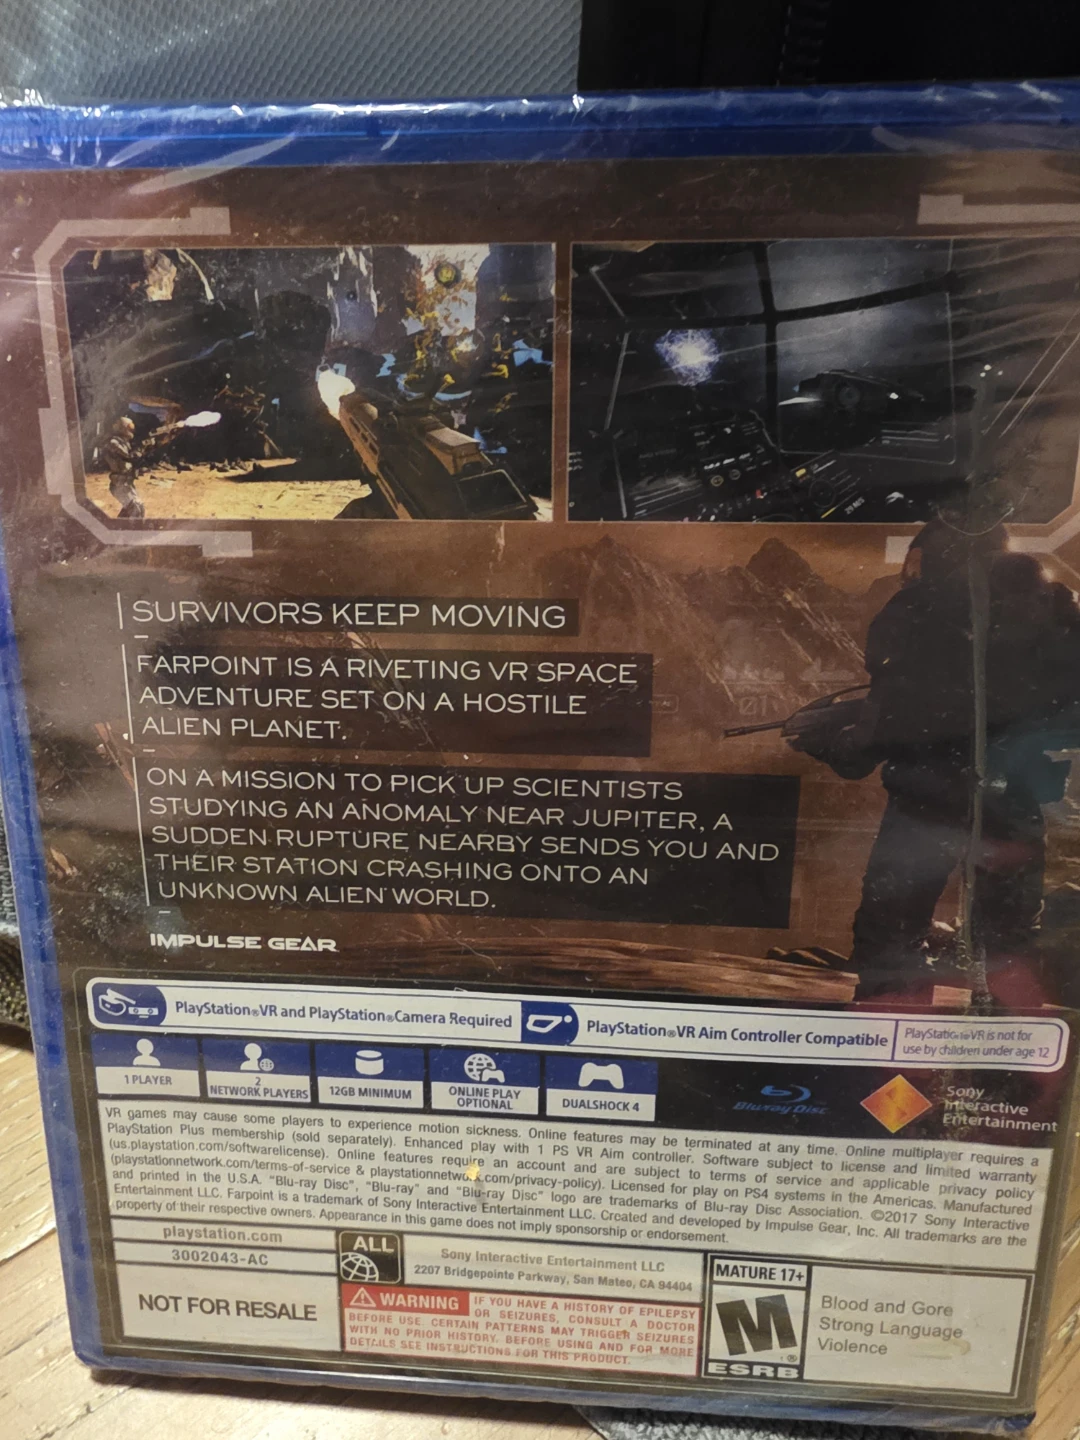 SURVIVORS KEEP MOVING
FARPOINT IS A RIVETING VR SPACE
ADVENTURE SET ON A HOSTILE
ALIEN PLANET.
ON A MISSION TO PICK UP SCIENTISTS
STUDYING AN ANOMALY NEAR JUPITER, A
SUDDEN RUPTURE NEARBY SENDS YOU AND
THEIR STATION CRASHING ONTO AN
UNKNOWN ALIEN WORLD.
IMPULSE GEAR
PlayStation®VR and PlayStation®Camera Required
PlayStation®VR Aim Controller Compatible
PlayStation®VR is not for
use by children under age 12
1 PLAYER
2
NETWORK PLAYERS
12GB MINIMUM
ONLINE PLAY
OPTIONAL
DUALSHOCK 4
Blu-ray Disc
Sony
Interactive
Entertainment
VR games may cause some players to experience motion sickness. Online features may be terminated at any time. Online multiplayer requires a
PlayStation Plus membership (sold separately). Enhanced play with 1 PS VR Aim controller. Software subject to license and limited warranty
(us.playstation.com/softwarelicense). Online features require an account and are subject to terms of service and applicable privacy policy
(playstationnetwork.com/terms-of-service & playstationnetwork.com/privacy-policy). Licensed for play on PS4 systems in the Americas. Manufactured
and printed in the U.S.A. "Blu-ray Disc", "Blu-ray" and "Blu-ray Disc" logo are trademarks of Blu-ray Disc Association. ©2017 Sony Interactive
Entertainment LLC. Farpoint is a trademark of Sony Interactive Entertainment LLC. Created and developed by Impulse Gear, Inc. All trademarks are the
property of their respective owners. Appearance in this game does not imply sponsorship or endorsement.
playstation.com
3002043-AC
NOT FOR RESALE
ALL
Sony Interactive Entertainment LLC
2207 Bridgepointe Parkway, San Mateo, CA 94404
WARNING IF YOU HAVE A HISTORY OF EPILEPSY
OR SEIZURES, CONSULT A DOCTOR
BEFORE USE. CERTAIN PATTERNS MAY TRIGGER SEIZURES
WITH NO PRIOR HISTORY. BEFORE USING AND FOR MORE
DETAILS SEE INSTRUCTIONS FOR THIS PRODUCT.
MATURE 17+
M
®
ESRB
Blood and Gore
Strong Language
Violence